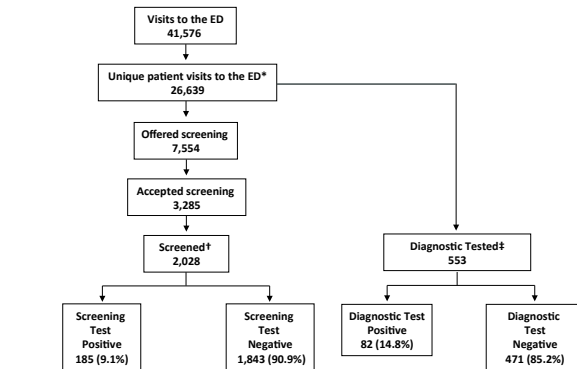 Visits to the ED
41,576
Unique patient visits to the ED*
26,639
Offered screening
7,554
Accepted screening
3,285
Screened†
2,028
Diagnostic Tested‡
553
Screening
Test
Positive
185 (9.1%)
Screening
Test
Negative
1,843 (90.9%)
Diagnostic Test
Positive
82 (14.8%)
Diagnostic
Test
Negative
471 (85.2%)